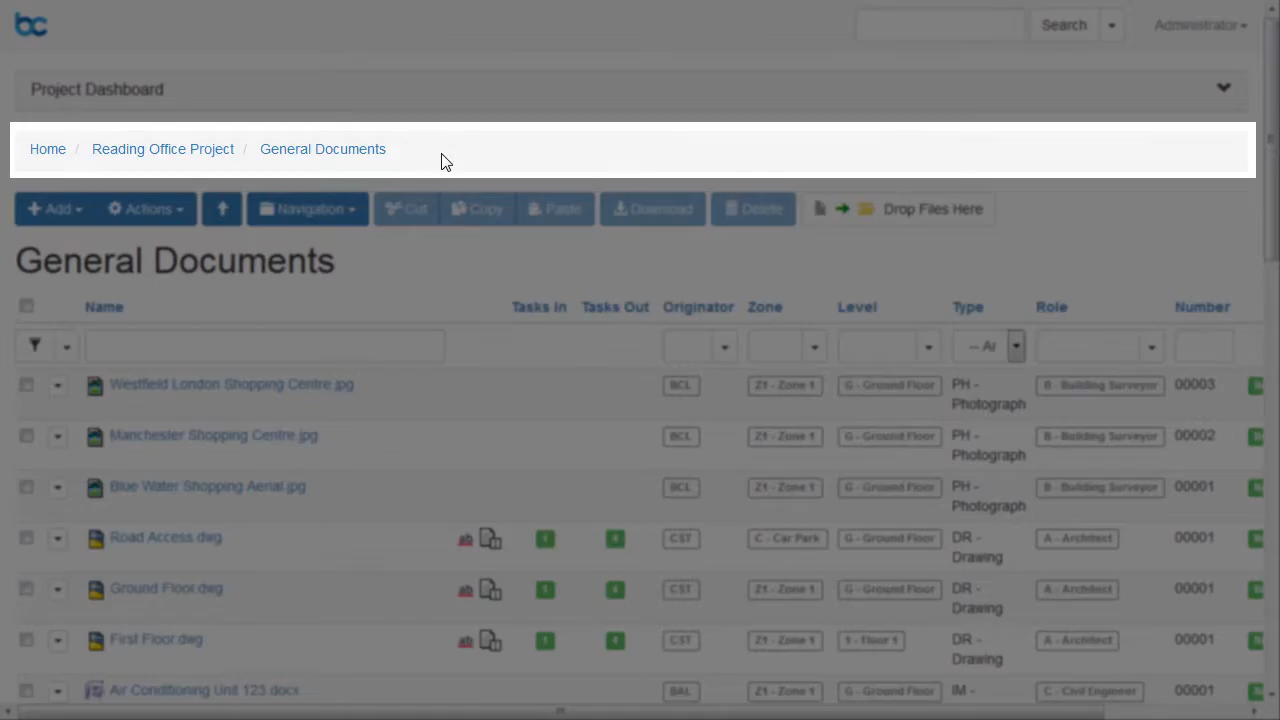 bc
Search
Administrator
Project Dashboard
Home / Reading Office Project / General Documents
Add Actions Navigation Cut Copy Paste Download Delete Drop Files Here
General Documents
Name Tasks In Tasks Out Originator Zone Level Type Role Number
-- Ar
Westfield London Shopping Centre.jpg BCL Z1 - Zone 1 G - Ground Floor PH - Photograph B - Building Surveyor 00003
Manchester Shopping Centre.jpg BCL Z1 - Zone 1 G - Ground Floor PH - Photograph B - Building Surveyor 00002
Blue Water Shopping Aerial.jpg BCL Z1 - Zone 1 G - Ground Floor PH - Photograph B - Building Surveyor 00001
Road Access.dwg ab CST C - Car Park G - Ground Floor DR - Drawing A - Architect 00001
Ground Floor.dwg ab CST Z1 - Zone 1 G - Ground Floor DR - Drawing A - Architect 00001
First Floor.dwg ab CST Z1 - Zone 1 1 - Floor 1 DR - Drawing A - Architect 00001
Air Conditioning Unit 123.docx BAL Z1 - Zone 1 G - Ground Floor IM - C - Civil Engineer 00001